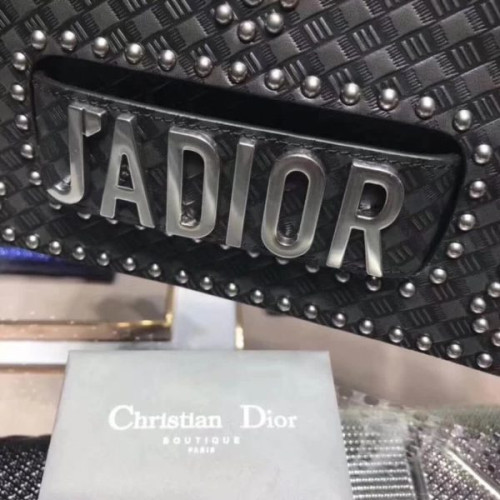 J'ADIOR
Christian Dior
BOUTIQUE
PARIS